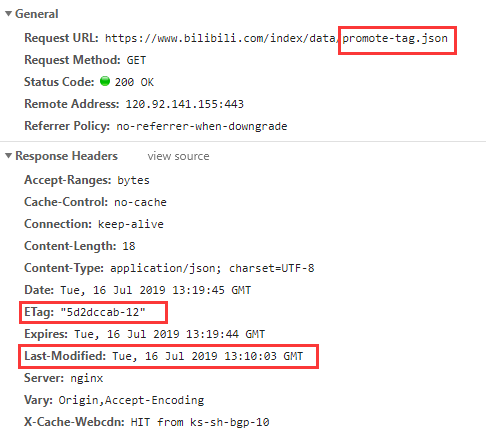 General
Request URL: https://www.bilibili.com/index/data/promote-tag.json
Request Method: GET
Status Code: 200 OK
Remote Address: 120.92.141.155:443
Referrer Policy: no-referrer-when-downgrade
Response Headers view source
Accept-Ranges: bytes
Cache-Control: no-cache
Connection: keep-alive
Content-Length: 18
Content-Type: application/json; charset=UTF-8
Date: Tue, 16 Jul 2019 13:19:45 GMT
ETag: "5d2dccab-12"
Expires: Tue, 16 Jul 2019 13:19:44 GMT
Last-Modified: Tue, 16 Jul 2019 13:10:03 GMT
Server: nginx
Vary: Origin,Accept-Encoding
X-Cache-Webcdn: HIT from ks-sh-bgp-10